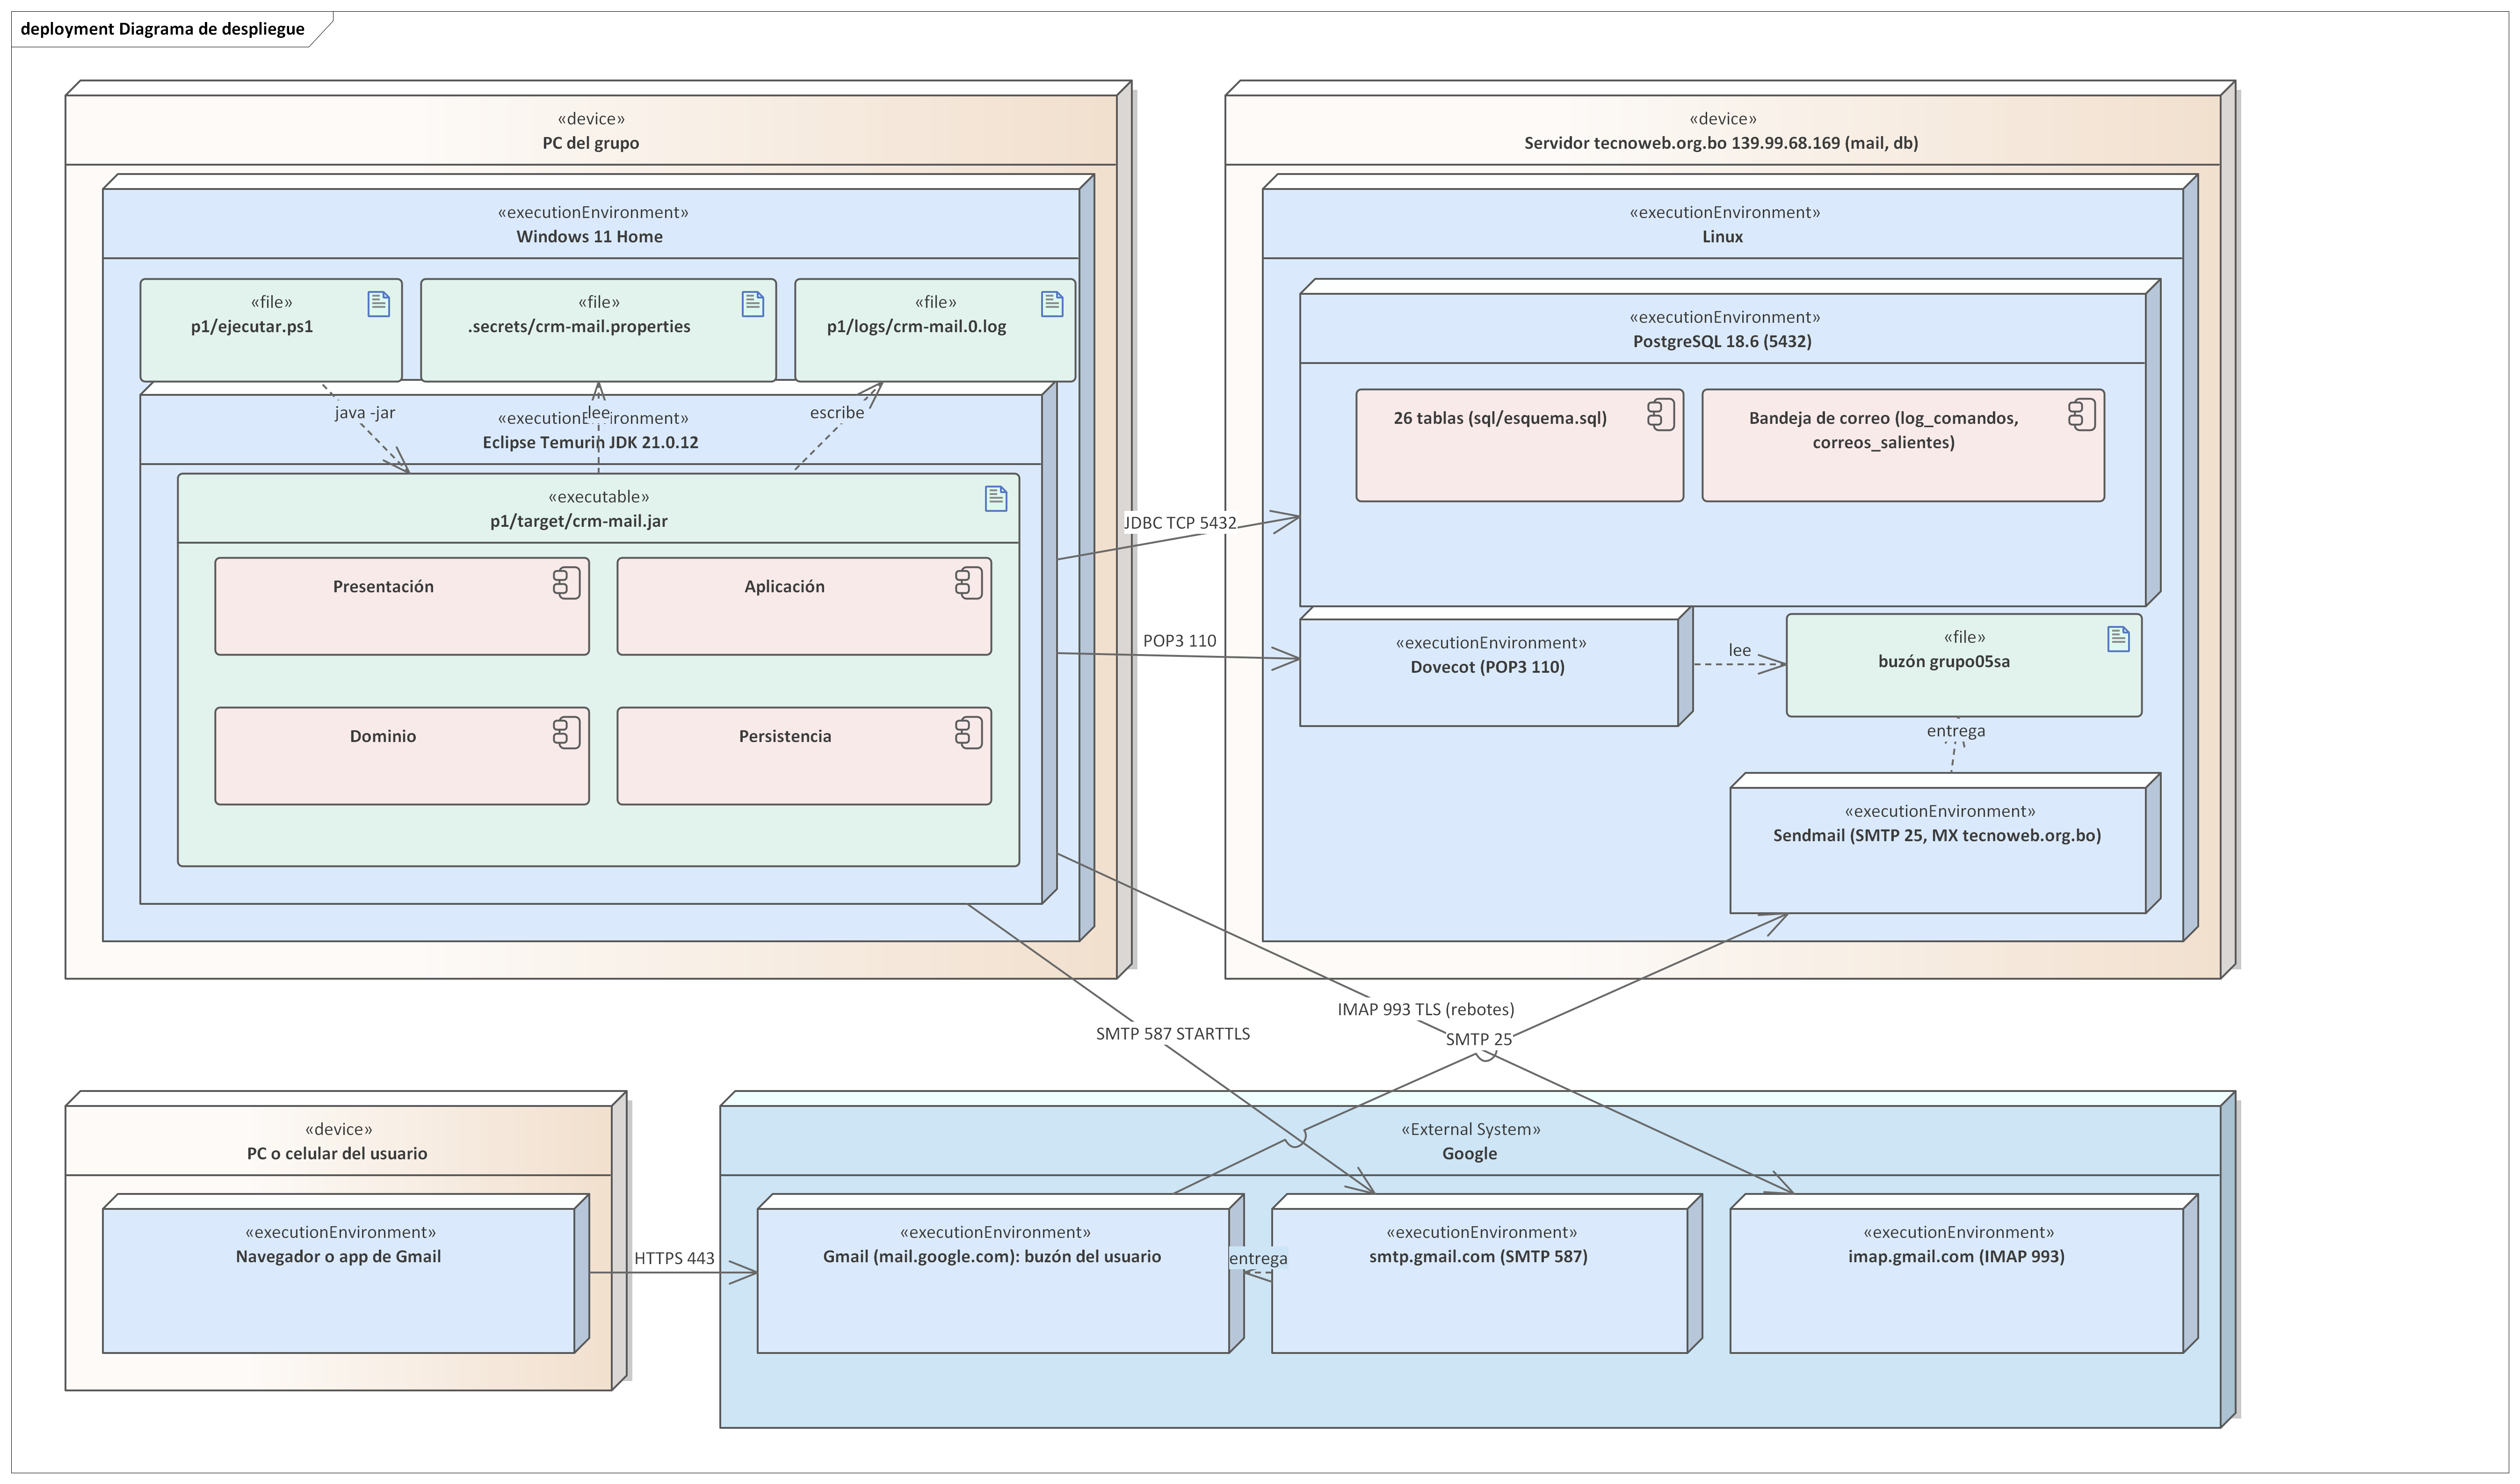 deployment Diagrama de despliegue
«device»
PC del grupo
«executionEnvironment»
Windows 11 Home
«file»
p1/ejecutar.ps1
«file»
.secrets/crm-mail.properties
«file»
p1/logs/crm-mail.0.log
java -jar
lee
escribe
«executionEnvironment»
Eclipse Temurin JDK 21.0.12
«executable»
p1/target/crm-mail.jar
Presentación
Aplicación
Dominio
Persistencia
JDBC TCP 5432
POP3 110
«device»
Servidor tecnoweb.org.bo 139.99.68.169 (mail, db)
«executionEnvironment»
Linux
«executionEnvironment»
PostgreSQL 18.6 (5432)
26 tablas (sql/esquema.sql)
Bandeja de correo (log_comandos,
correos_salientes)
«executionEnvironment»
Dovecot (POP3 110)
lee
«file»
buzón grupo05sa
entrega
«executionEnvironment»
Sendmail (SMTP 25, MX tecnoweb.org.bo)
IMAP 993 TLS (rebotes)
SMTP 587 STARTTLS
SMTP 25
«device»
PC o celular del usuario
«executionEnvironment»
Navegador o app de Gmail
HTTPS 443
«External System»
Google
«executionEnvironment»
Gmail (mail.google.com): buzón del usuario
entrega
«executionEnvironment»
smtp.gmail.com (SMTP 587)
«executionEnvironment»
imap.gmail.com (IMAP 993)